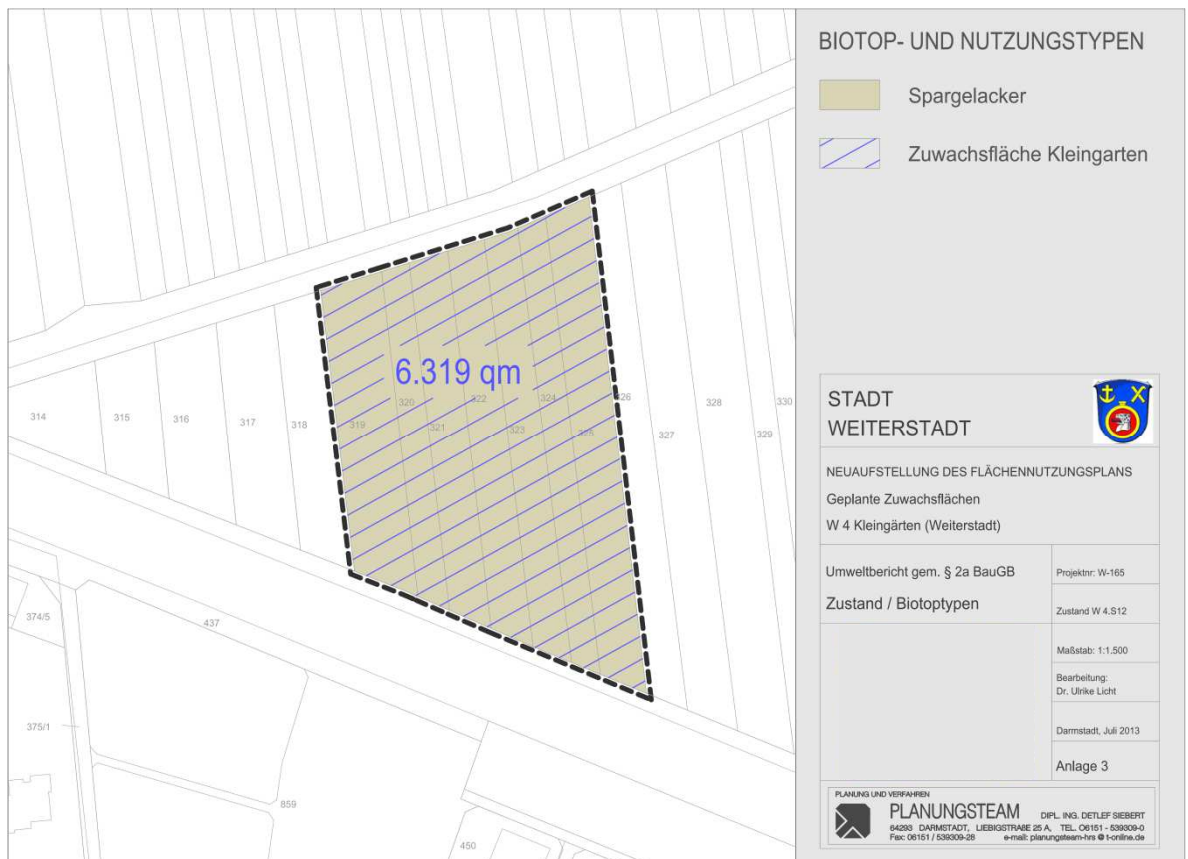 BIOTOP- UND NUTZUNGSTYPEN
Spargelacker
Zuwachsfläche Kleingarten
6.319 qm
314
315
316
317
318
319
320
321
322
323
324
325
326
327
328
329
330
374/5
437
375/1
859
450
STADT
WEITERSTADT
NEUAUFSTELLUNG DES FLÄCHENNUTZUNGSPLANS
Geplante Zuwachsflächen
W 4 Kleingärten (Weiterstadt)
Umweltbericht gem. § 2a BauGB
Zustand / Biotoptypen
Projektnr: W-165
Zustand W 4.S12
Maßstab: 1:1.500
Bearbeitung:
Dr. Ulrike Licht
Darmstadt, Juli 2013
Anlage 3
PLANUNG UND VERFAHREN
PLANUNGSTEAM DIPL. ING. DETLEF SIEBERT
64293 DARMSTADT, LIEBIGSTRAßE 25 A, TEL. 06151 - 539309-0
Fax: 06151 / 539309-28 e-mail: planungsteam-hrs @ t-online.de